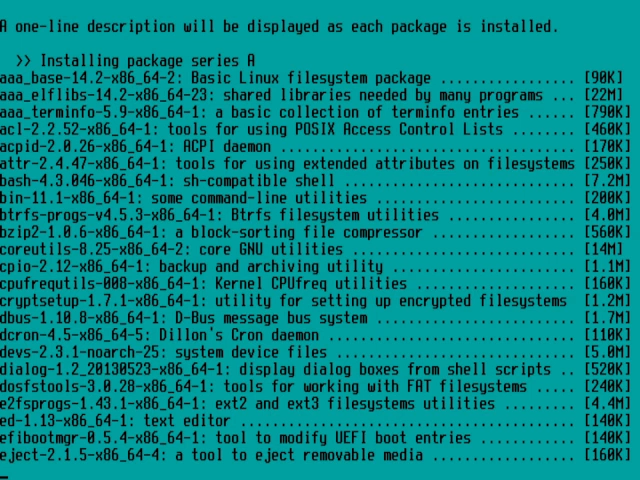 A one-line description will be displayed as each package is installed.
>> Installing package series A
aaa_base-14.2-x86_64-2: Basic Linux filesystem package ................. [90K]
aaa_elflibs-14.2-x86_64-23: shared libraries needed by many programs ... [22M]
aaa_terminfo-5.9-x86_64-1: a basic collection of terminfo entries ...... [790K]
acl-2.2.52-x86_64-1: tools for using POSIX Access Control Lists ........ [460K]
acpid-2.0.26-x86_64-1: ACPI daemon ..................................... [170K]
attr-2.4.47-x86_64-1: tools for using extended attributes on filesystems [250K]
bash-4.3.046-x86_64-1: sh-compatible shell ............................. [7.2M]
bin-11.1-x86_64-1: some command-line utilities ......................... [200K]
btrfs-progs-v4.5.3-x86_64-1: Btrfs filesystem utilities ................ [4.0M]
bzip2-1.0.6-x86_64-1: a block-sorting file compressor .................. [560K]
coreutils-8.25-x86_64-2: core GNU utilities ............................ [14M]
cpio-2.12-x86_64-1: backup and archiving utility ....................... [1.1M]
cpufrequtils-008-x86_64-1: Kernel CPUfreq utilities .................... [160K]
cryptsetup-1.7.1-x86_64-1: utility for setting up encrypted filesystems  [1.2M]
dbus-1.10.8-x86_64-1: D-Bus message bus system ......................... [1.7M]
dcron-4.5-x86_64-5: Dillon's Cron daemon ............................... [110K]
devs-2.3.1-noarch-25: system device files .............................. [5.0M]
dialog-1.2_20130523-x86_64-1: display dialog boxes from shell scripts .. [520K]
dosfstools-3.0.28-x86_64-1: tools for working with FAT filesystems ..... [240K]
e2fsprogs-1.43.1-x86_64-1: ext2 and ext3 filesystems utilities ......... [4.4M]
ed-1.13-x86_64-1: text editor .......................................... [140K]
efibootmgr-0.5.4-x86_64-1: tool to modify UEFI boot entries ............ [140K]
eject-2.1.5-x86_64-4: a tool to eject removable media .................. [160K]